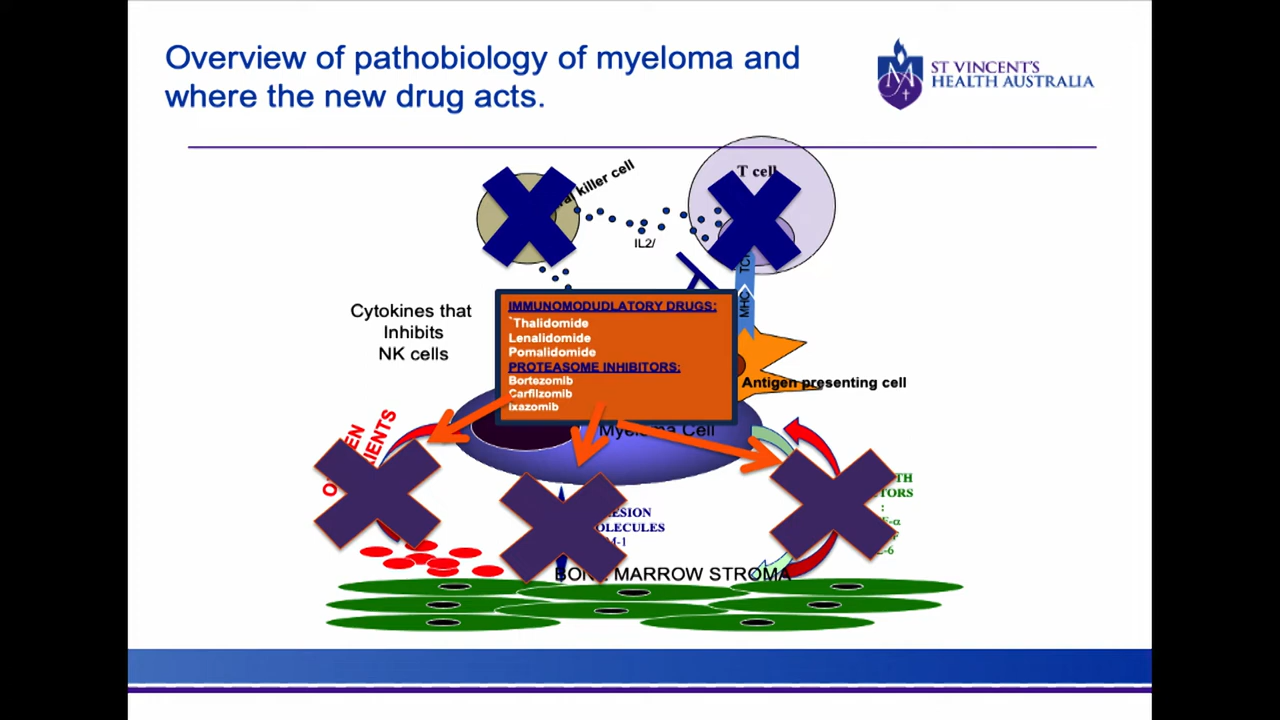 Overview of pathobiology of myeloma and
where the new drug acts.
ST VINCENT'S
HEALTH AUSTRALIA
killer cell
T cell
IL2/
TCR
MHC
Cytokines that
Inhibits
NK cells
IMMUNOMODUDLATORY DRUGS:
`Thalidomide
Lenalidomide
Pomalidomide
PROTEASOME INHIBITORS:
Bortezomib
Carfilzomib
Ixazomib
Antigen presenting cell
Myeloma Cell
BONE MARROW STROMA